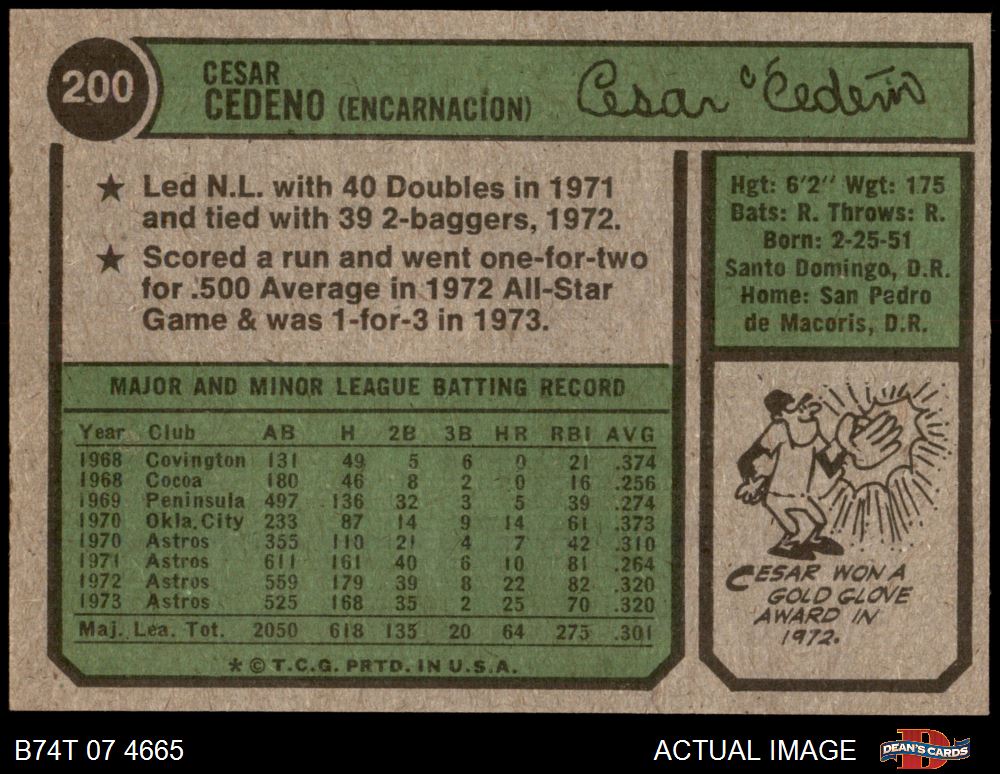 200
CESAR
CEDENO (ENCARNACION)
Cesar Cedeño
★ Led N.L. with 40 Doubles in 1971
and tied with 39 2-baggers, 1972.
★ Scored a run and went one-for-two
for .500 Average in 1972 All-Star
Game & was 1-for-3 in 1973.
Hgt: 6'2'' Wgt: 175
Bats: R. Throws: R.
Born: 2-25-51
Santo Domingo, D.R.
Home: San Pedro
de Macoris, D.R.
MAJOR AND MINOR LEAGUE BATTING RECORD
Year Club AB H 2B 3B HR RBI AVG
1968 Covington 131 49 5 6 0 21 .374
1968 Cocoa 180 46 8 2 0 16 .256
1969 Peninsula 497 136 32 3 5 39 .274
1970 Okla. City 233 87 14 9 14 61 .373
1970 Astros 355 110 21 4 7 42 .310
1971 Astros 611 161 40 6 10 81 .264
1972 Astros 559 179 39 8 22 82 .320
1973 Astros 525 168 35 2 25 70 .320
Maj. Lea. Tot. 2050 618 135 20 64 275 .301
* © T.C.G. PRTD. IN U.S.A.
CESAR WON A
GOLD GLOVE
AWARD IN
1972.
B74T 07 4665
ACTUAL IMAGE
DEAN'S CARDS